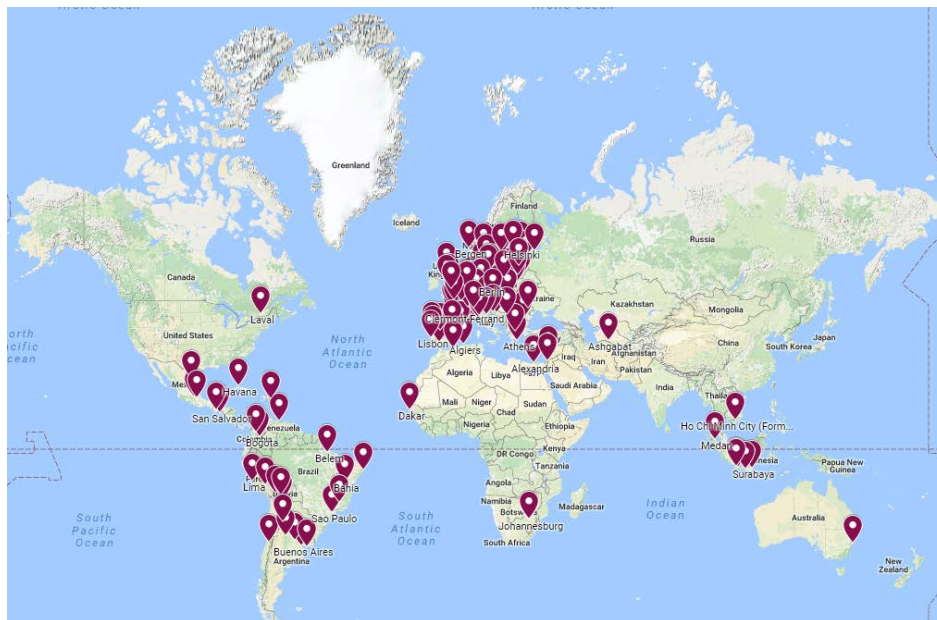 Arctic Ocean
Arctic Ocean
Greenland
Iceland
Finland
Russia
Bergen
Helsinki
Canada
Berlin
Ukraine
Laval
Kazakhstan
Mongolia
Clermont Ferrand
Italy
United States
North
Atlantic
Ocean
Lisbon
Algiers
Athens
Ashgabat
China
Japan
South Korea
Alexandria
Iraq
Iran
Afghanistan
Pakistan
Algeria
Libya
Egypt
Saudi Arabia
India
Thailand
Havana
Mali
Niger
Sudan
Chad
Dakar
San Salvador
Nigeria
Ethiopia
Ho Chi Minh City (Form...
Venezuela
Colombia
Bogota
Medan
Kenya
DR Congo
Tanzania
Belem
Brazil
Surabaya
Papua New
Guinea
Lima
Bahia
Angola
Namibia
Botswana
Madagascar
Indian
Ocean
Australia
Sao Paulo
South
Pacific
Ocean
South
Atlantic
Ocean
Johannesburg
South Africa
Buenos Aires
Argentina
New
Zealand